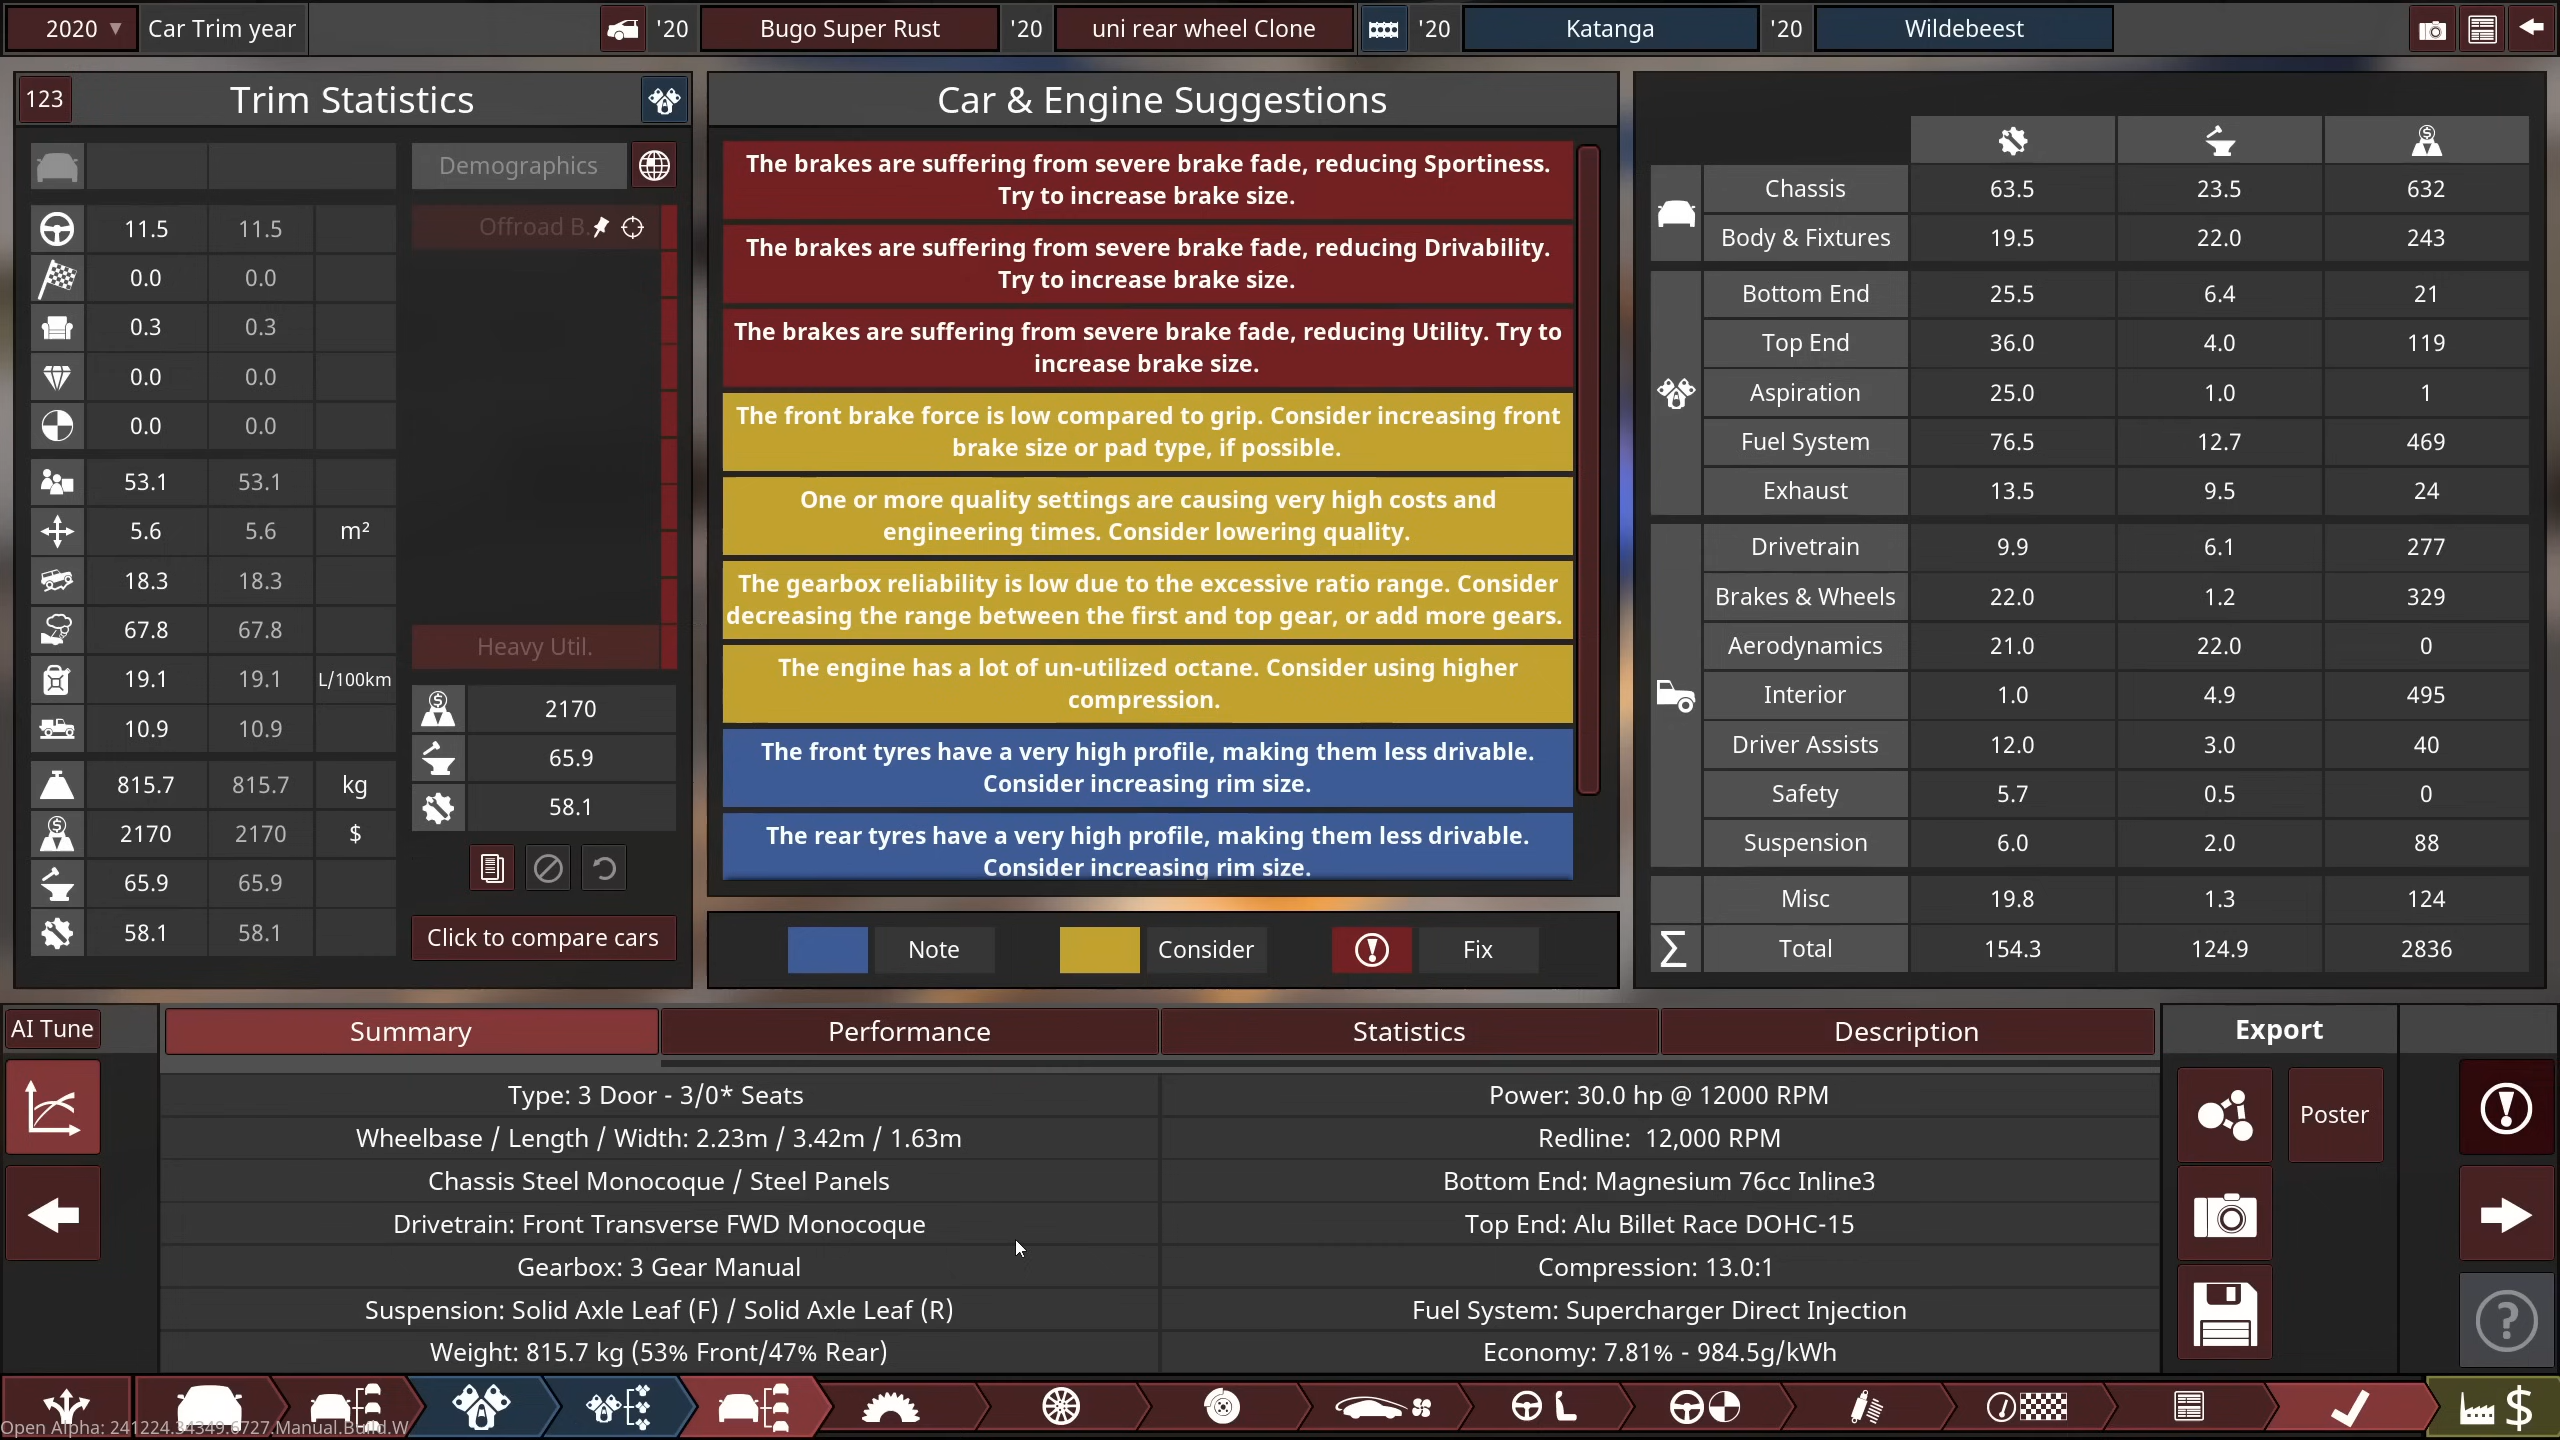 2020 ▼ Car Trim year '20 Bugo Super Rust '20 uni rear wheel Clone '20 Katanga '20 Wildebeest
123 Trim Statistics
Demographics
11.5 11.5 Offroad B.
0.0 0.0
0.3 0.3
0.0 0.0
0.0 0.0
53.1 53.1
5.6 5.6 m²
18.3 18.3
67.8 67.8 Heavy Util.
19.1 19.1 L/100km
10.9 10.9
815.7 815.7 kg
2170 2170 $
65.9 65.9
58.1 58.1
2170
65.9
58.1
Click to compare cars
Car & Engine Suggestions
The brakes are suffering from severe brake fade, reducing Sportiness.
Try to increase brake size.
The brakes are suffering from severe brake fade, reducing Drivability.
Try to increase brake size.
The brakes are suffering from severe brake fade, reducing Utility. Try to
increase brake size.
The front brake force is low compared to grip. Consider increasing front
brake size or pad type, if possible.
One or more quality settings are causing very high costs and
engineering times. Consider lowering quality.
The gearbox reliability is low due to the excessive ratio range. Consider
decreasing the range between the first and top gear, or add more gears.
The engine has a lot of un-utilized octane. Consider using higher
compression.
The front tyres have a very high profile, making them less drivable.
Consider increasing rim size.
The rear tyres have a very high profile, making them less drivable.
Consider increasing rim size.
Note Consider Fix
Chassis 63.5 23.5 632
Body & Fixtures 19.5 22.0 243
Bottom End 25.5 6.4 21
Top End 36.0 4.0 119
Aspiration 25.0 1.0 1
Fuel System 76.5 12.7 469
Exhaust 13.5 9.5 24
Drivetrain 9.9 6.1 277
Brakes & Wheels 22.0 1.2 329
Aerodynamics 21.0 22.0 0
Interior 1.0 4.9 495
Driver Assists 12.0 3.0 40
Safety 5.7 0.5 0
Suspension 6.0 2.0 88
Misc 19.8 1.3 124
Σ Total 154.3 124.9 2836
AI Tune Summary Performance Statistics Description Export
Type: 3 Door - 3/0* Seats
Wheelbase / Length / Width: 2.23m / 3.42m / 1.63m
Chassis Steel Monocoque / Steel Panels
Drivetrain: Front Transverse FWD Monocoque
Gearbox: 3 Gear Manual
Suspension: Solid Axle Leaf (F) / Solid Axle Leaf (R)
Weight: 815.7 kg (53% Front/47% Rear)
Power: 30.0 hp @ 12000 RPM
Redline: 12,000 RPM
Bottom End: Magnesium 76cc Inline3
Top End: Alu Billet Race DOHC-15
Compression: 13.0:1
Fuel System: Supercharger Direct Injection
Economy: 7.81% - 984.5g/kWh
Poster
?
$
Open Alpha: 241224.34349.6727.Manual.Build.W